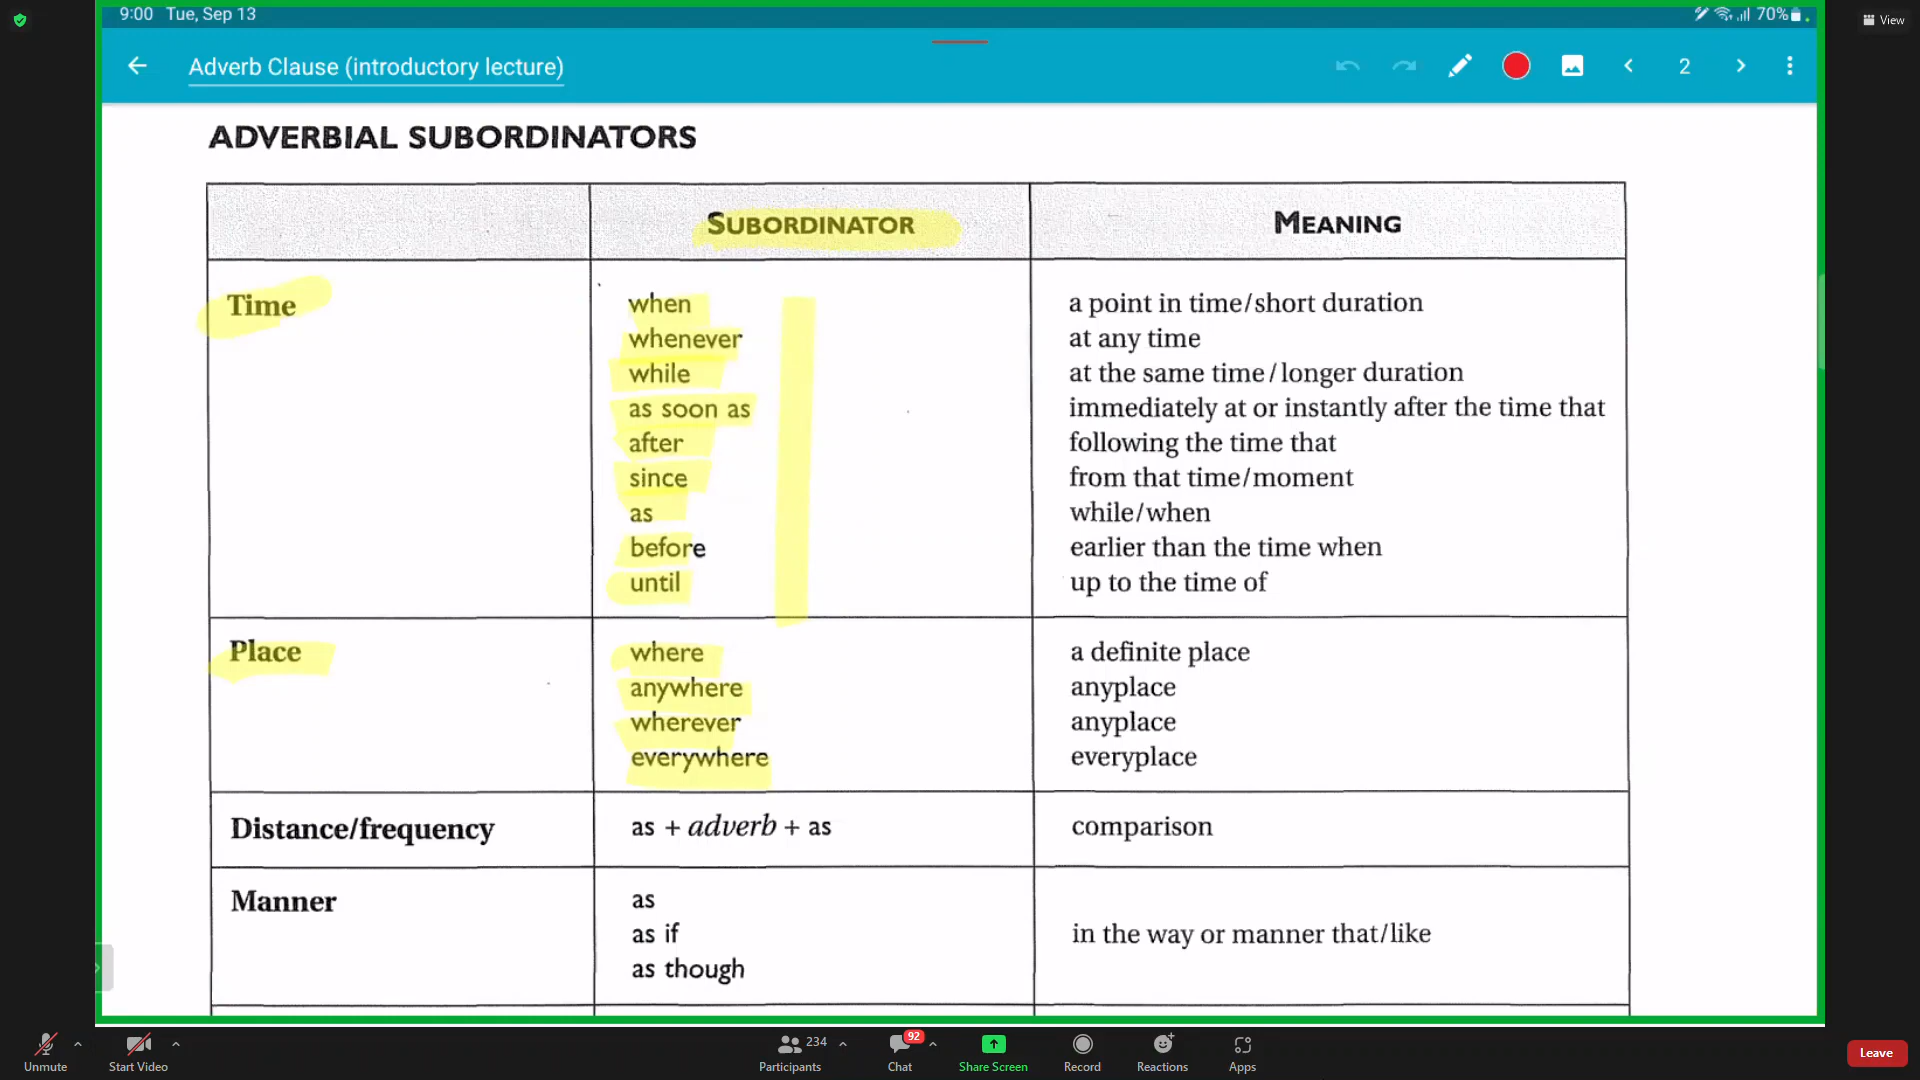 9:00 Tue, Sep 13
70%
View
Adverb Clause (introductory lecture)
2
ADVERBIAL SUBORDINATORS
SUBORDINATOR MEANING
Time when a point in time/short duration
whenever at any time
while at the same time/longer duration
as soon as immediately at or instantly after the time that
after following the time that
since from that time/moment
as while/when
before earlier than the time when
until up to the time of
Place where a definite place
anywhere anyplace
wherever anyplace
everywhere everyplace
Distance/frequency as + adverb + as comparison
Manner as
as if in the way or manner that/like
as though
234 92
Unmute Start Video Participants Chat Share Screen Record Reactions Apps Leave